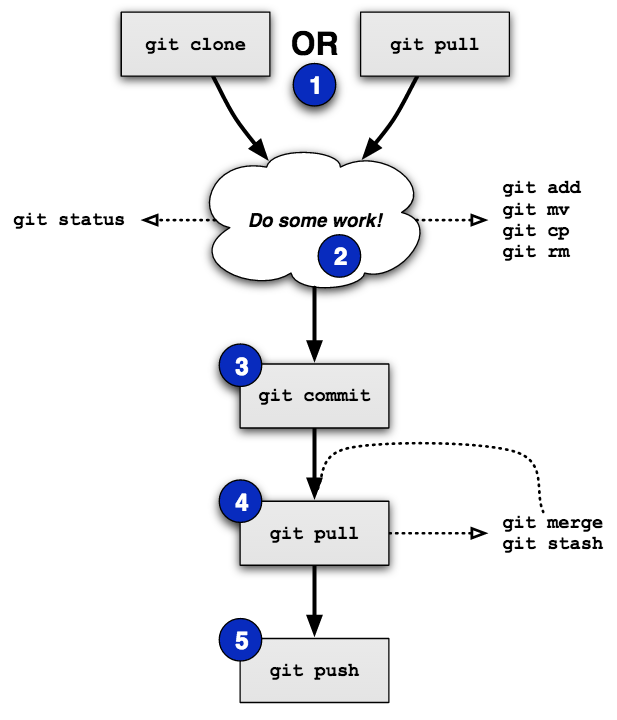 git clone
OR
git pull
1
git status
Do some work!
2
git add
git mv
git cp
git rm
3
git commit
4
git pull
git merge
git stash
5
git push